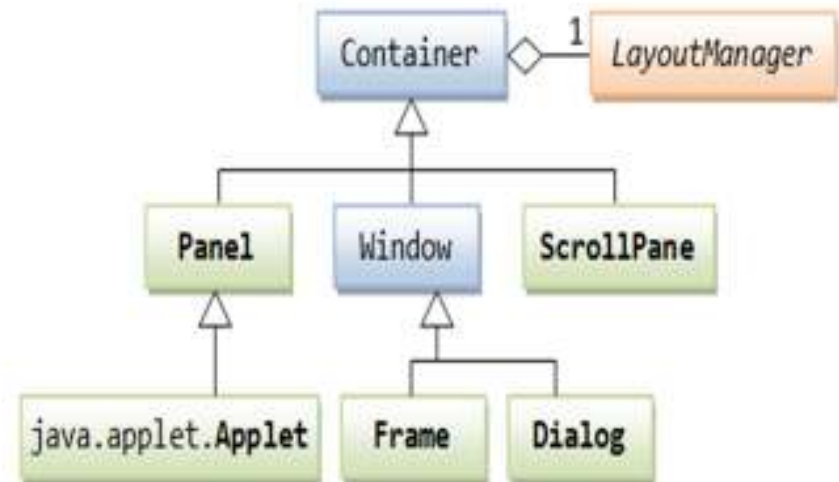 Container
1
LayoutManager
Panel
Window
ScrollPane
java.applet.Applet
Frame
Dialog